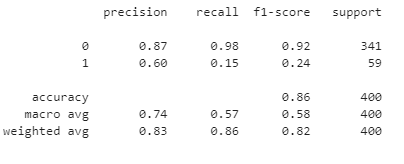 precision recall f1-score support
0 0.87 0.98 0.92 341
1 0.60 0.15 0.24 59
accuracy 0.86 400
macro avg 0.74 0.57 0.58 400
weighted avg 0.83 0.86 0.82 400